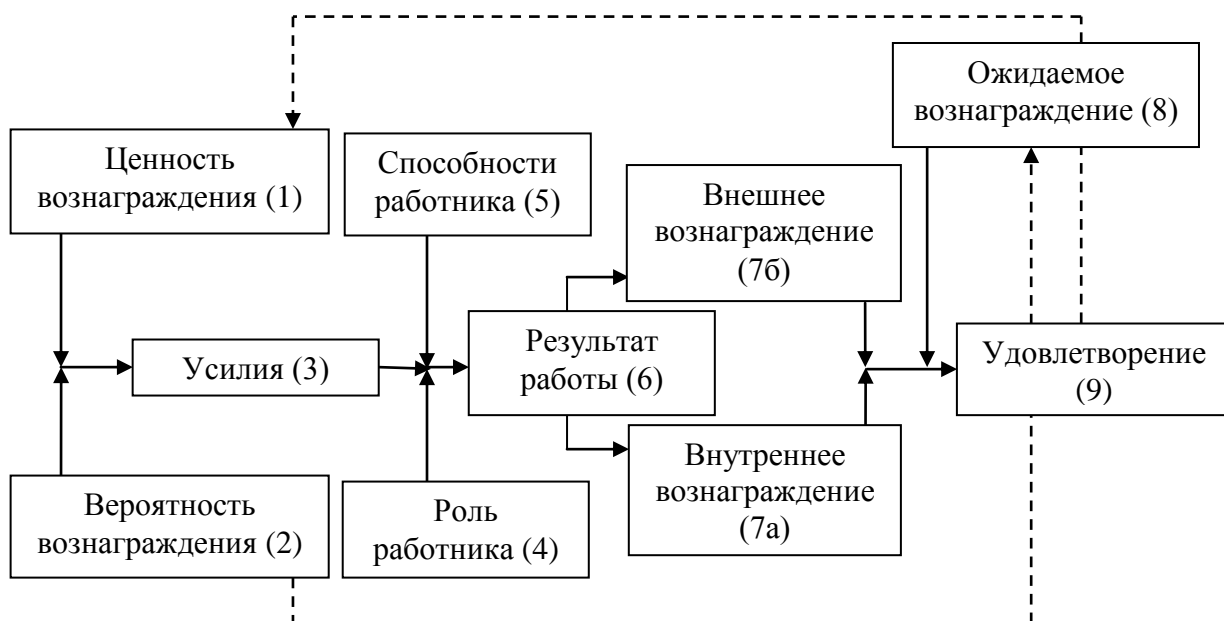 Ожидаемое
вознаграждение (8)
Ценность
вознаграждения (1)
Способности
работника (5)
Внешнее
вознаграждение
(7б)
Усилия (3)
Результат
работы (6)
Удовлетворение
(9)
Вероятность
вознаграждения (2)
Роль
работника (4)
Внутреннее
вознаграждение
(7а)